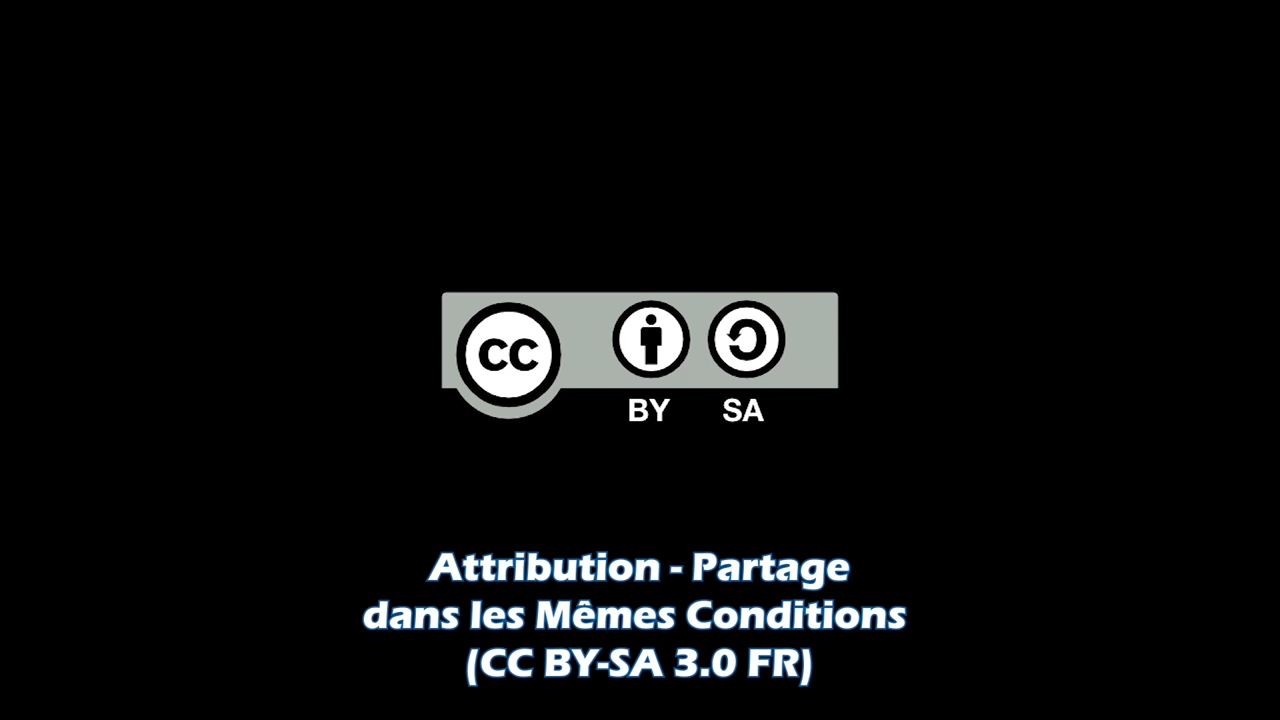 CC
BY SA
Attribution - Partage
dans les Mêmes Conditions
(CC BY-SA 3.0 FR)